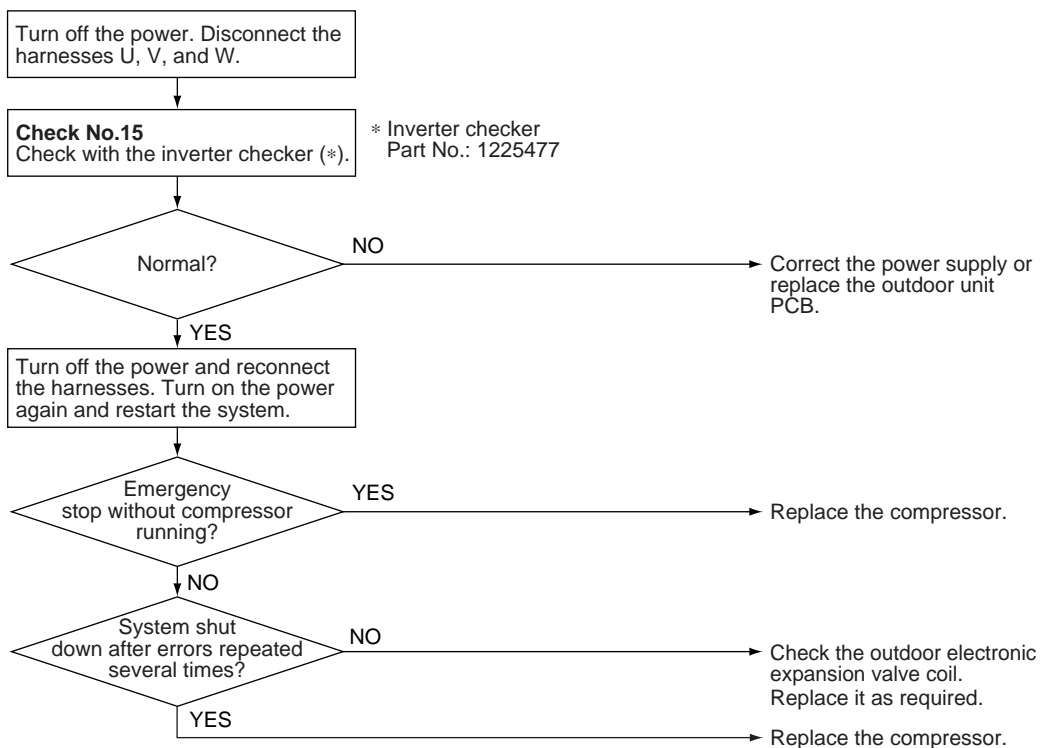 Turn off the power. Disconnect the
harnesses U, V, and W.
Check No.15
Check with the inverter checker (∗).
∗ Inverter checker
Part No.: 1225477
Normal?
NO
Correct the power supply or
replace the outdoor unit
PCB.
YES
Turn off the power and reconnect
the harnesses. Turn on the power
again and restart the system.
Emergency
stop without compressor
running?
YES
Replace the compressor.
NO
System shut
down after errors repeated
several times?
NO
Check the outdoor electronic
expansion valve coil.
Replace it as required.
YES
Replace the compressor.